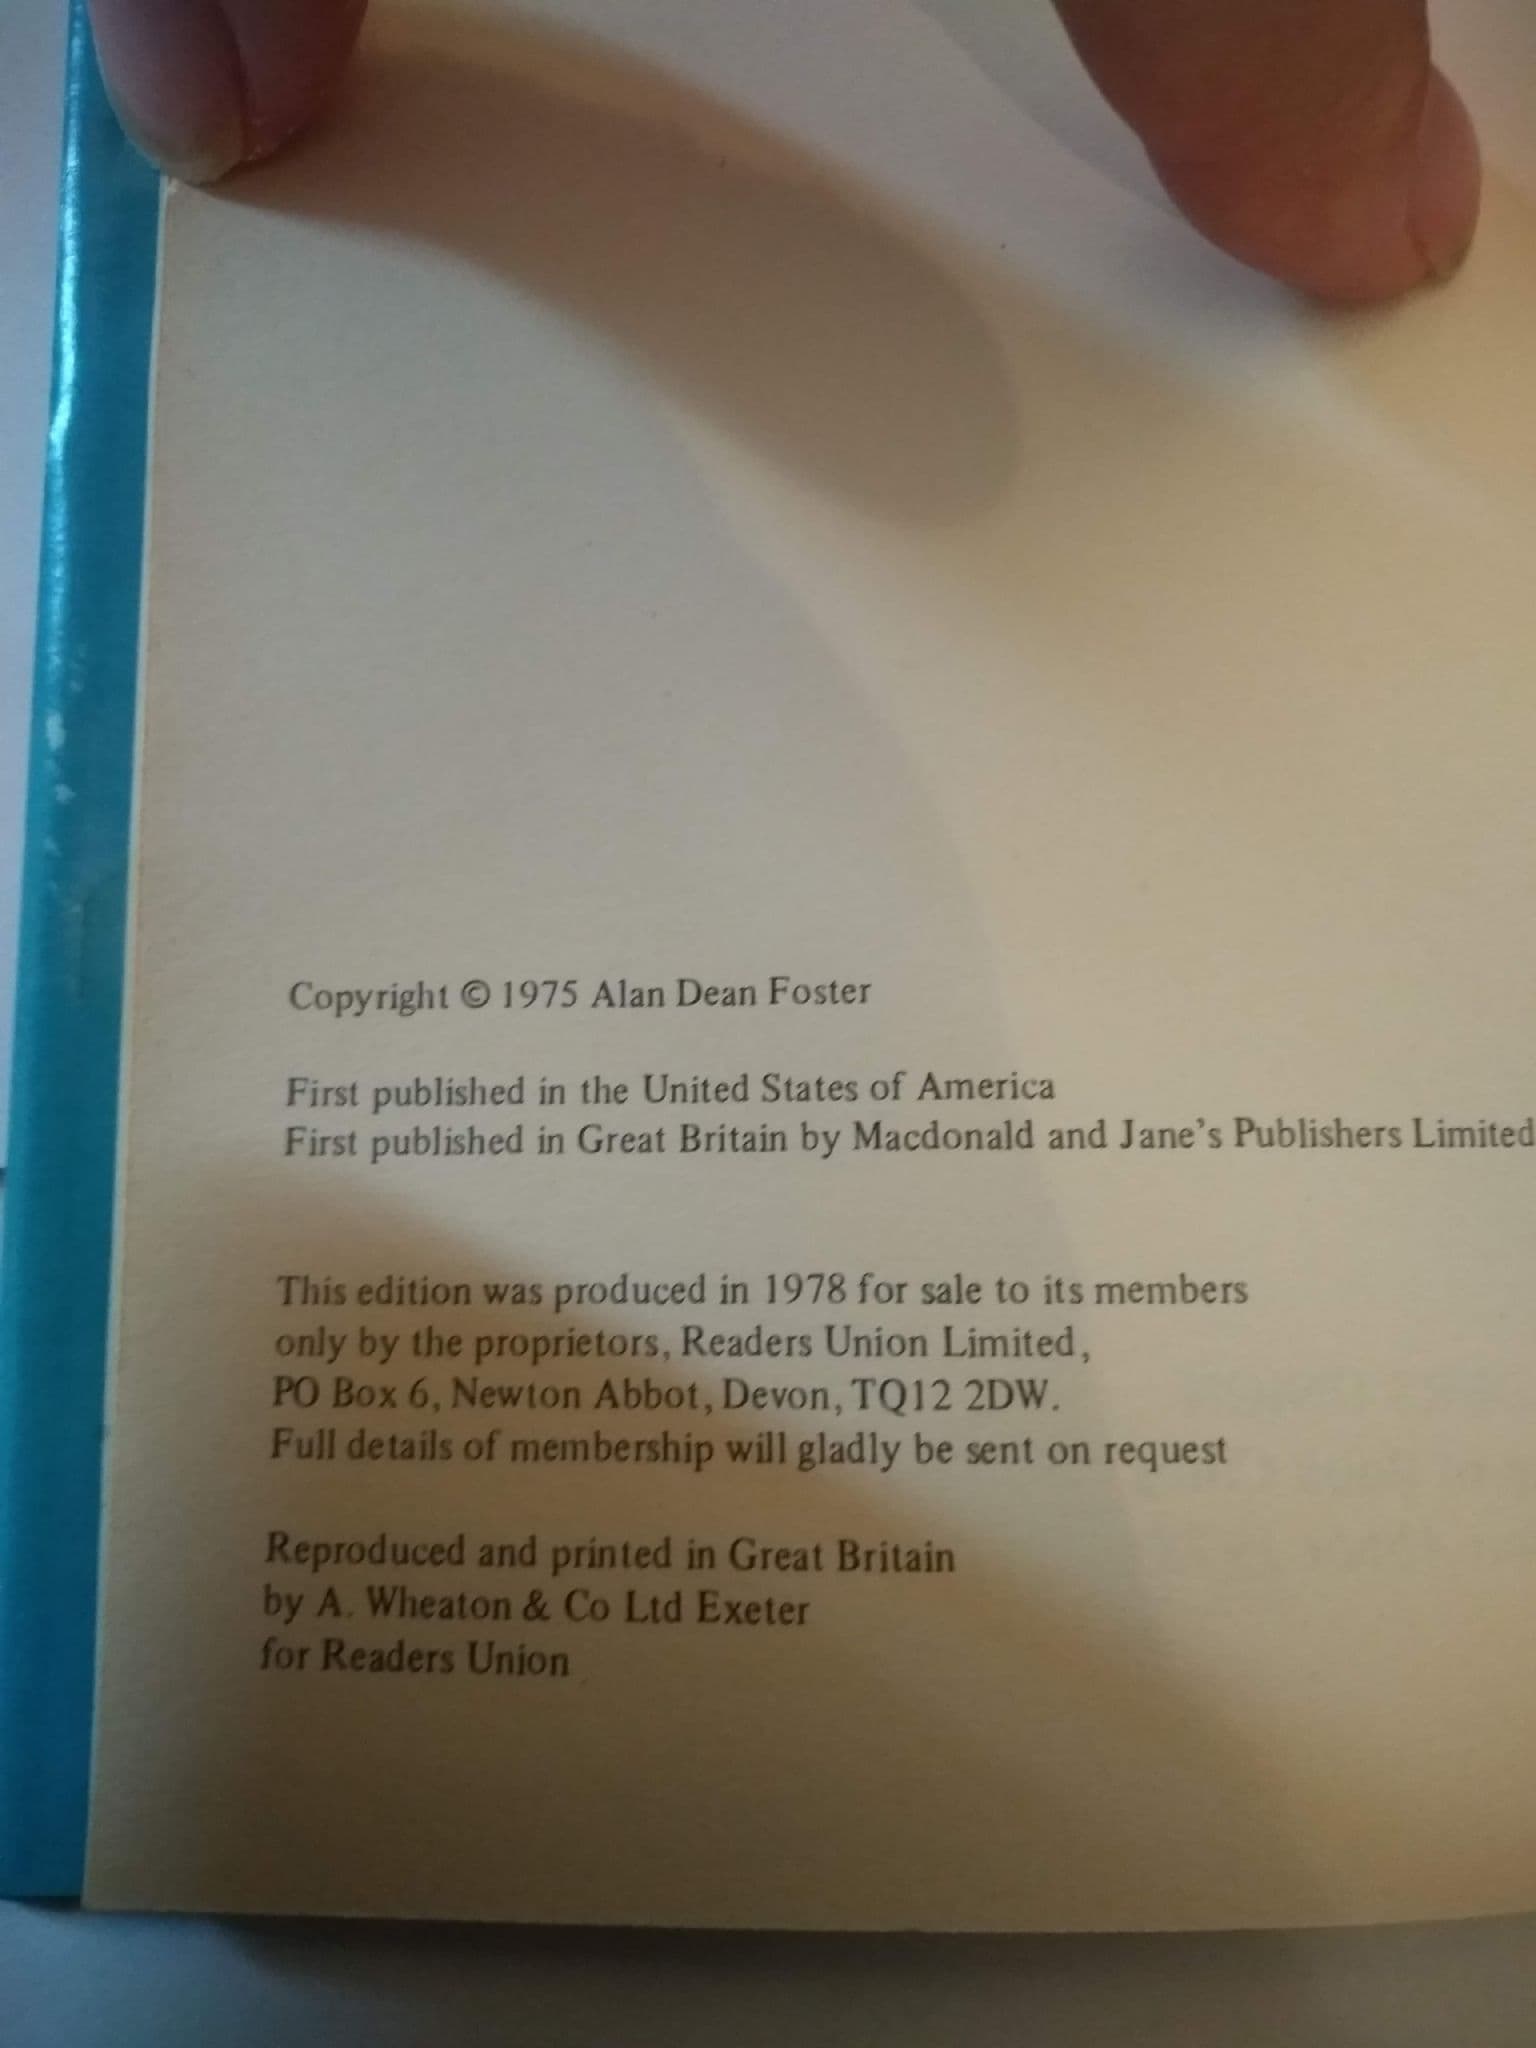 Copyright © 1975 Alan Dean Foster
First published in the United States of America
First published in Great Britain by Macdonald and Jane's Publishers Limited
This edition was produced in 1978 for sale to its members
only by the proprietors, Readers Union Limited,
PO Box 6, Newton Abbot, Devon, TQ12 2DW.
Full details of membership will gladly be sent on request
Reproduced and printed in Great Britain
by A. Wheaton & Co Ltd Exeter
for Readers Union